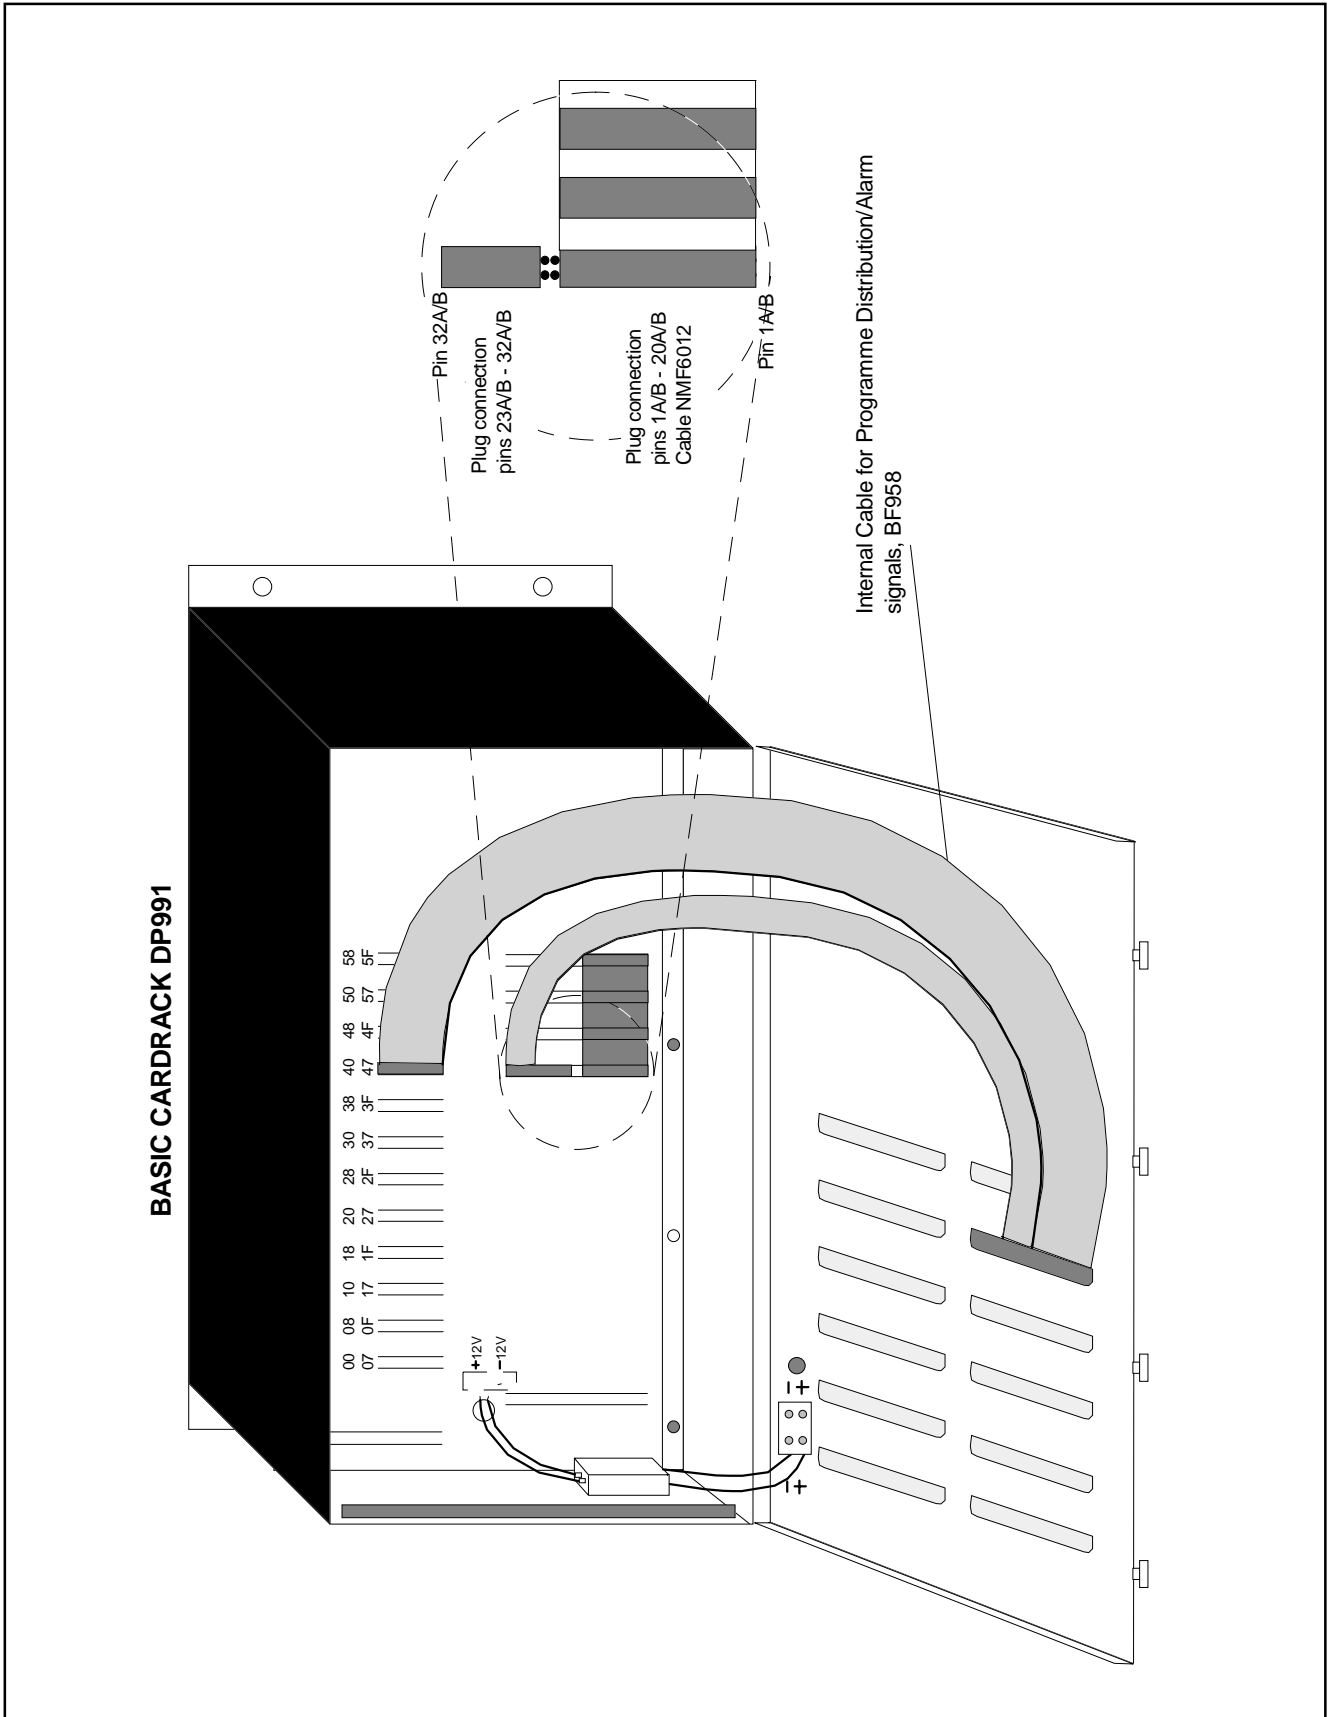 BASIC CARDRACK DP991
Pin 32A/B
Plug connection
pins 23A/B - 32A/B
Plug connection
pins 1A/B - 20A/B
Cable NMF6012
Pin 1A/B
Internal Cable for Programme Distribution/Alarm
signals, BF958
00 08 10 18 20 28 30 38 40 48 50 58
07 0F 17 1F 27 2F 37 3F 47 4F 57 5F
+12V
−12V
− +
− +